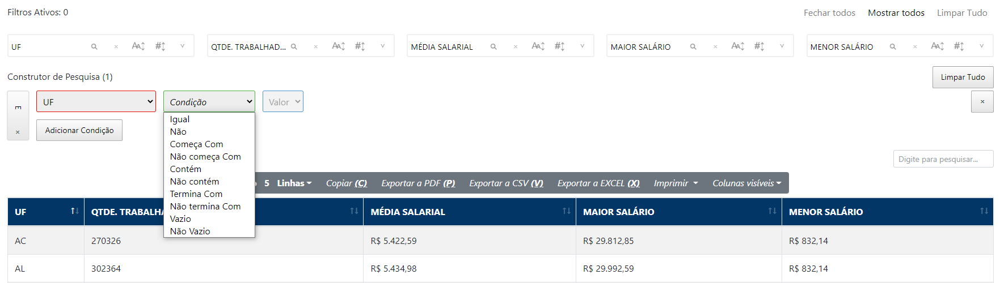 Filtros Ativos: 0
Fechar todos Mostrar todos Limpar Tudo
UF
QTDE. TRABALHAD...
MÉDIA SALARIAL
MAIOR SALÁRIO
MENOR SALÁRIO
Construtor de Pesquisa (1)
Limpar Tudo
E
×
UF
Condição
Valor
×
Adicionar Condição
Igual
Não
Começa Com
Não começa Com
Contém
Não contém
Termina Com
Não termina Com
Vazio
Não Vazio
Digite para pesquisar...
5 Linhas Copiar (C) Exportar a PDF (P) Exportar a CSV (V) Exportar a EXCEL (X) Imprimir Colunas visíveis
UF QTDE. TRABALHA MÉDIA SALARIAL MAIOR SALÁRIO MENOR SALÁRIO
AC 270326 R$ 5.422,59 R$ 29.812,85 R$ 832,14
AL 302364 R$ 5.434,98 R$ 29.992,59 R$ 832,14